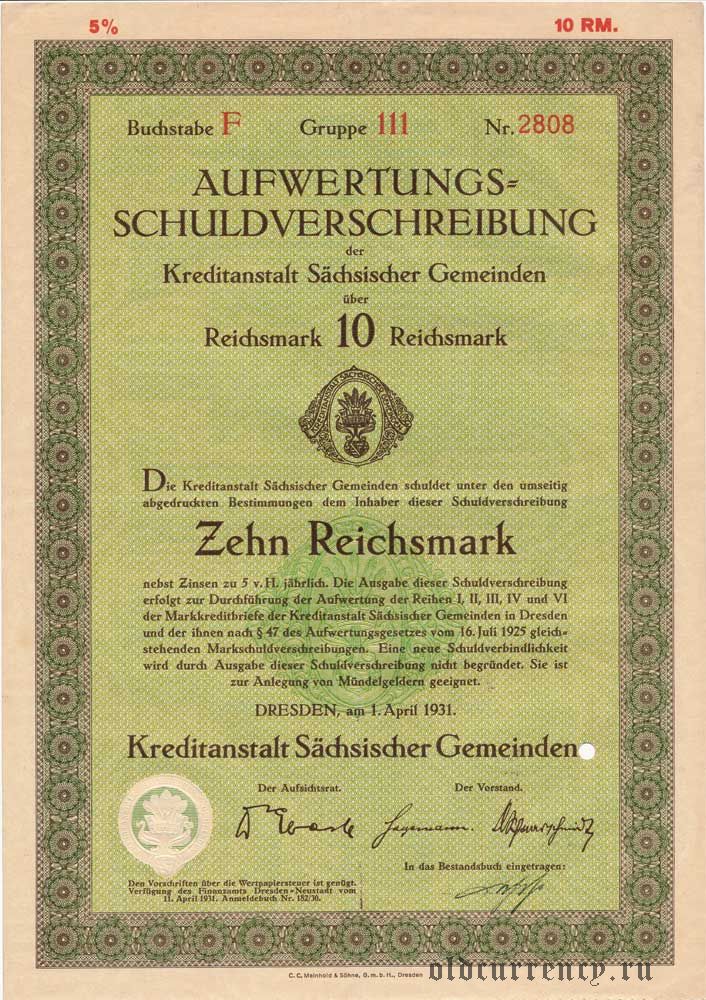 5% 10 RM.
Buchstabe F Gruppe 111 Nr. 2808
AUFWERTUNGS=
SCHULDVERSCHREIBUNG
der
Kreditanstalt Sächsischer Gemeinden
über
Reichsmark 10 Reichsmark
KREDITANSTALT SÄCHSISCHER GEMEINDEN
Die Kreditanstalt Sächsischer Gemeinden schuldet unter den umseitig
abgedruckten Bestimmungen dem Inhaber dieser Schuldverschreibung
Zehn Reichsmark
nebst Zinsen zu 5 v. H. jährlich. Die Ausgabe dieser Schuldverschreibung
erfolgt zur Durchführung der Aufwertung der Reihen I, II, III, IV und VI
der Markkreditbriefe der Kreditanstalt Sächsischer Gemeinden in Dresden
und der ihnen nach § 47 des Aufwertungsgesetzes vom 16. Juli 1925 gleich-
stehenden Markschuldverschreibungen. Eine neue Schuldverbindlichkeit
wird durch Ausgabe dieser Schuldverschreibung nicht begründet. Sie ist
zur Anlegung von Mündelgeldern geeignet.
DRESDEN, am 1. April 1931.
Kreditanstalt Sächsischer Gemeinden
Der Aufsichtsrat. Der Vorstand.
Hagemann.
In das Bestandsbuch eingetragen:
Den Vorschriften über die Wertpapiersteuer ist genügt.
Verfügung des Finanzamts Dresden-Neustadt vom
11. April 1931. Anmeldebuch Nr. 152/30.
C. C. Meinhold & Söhne, G. m. b. H., Dresden
oldcurrency.ru